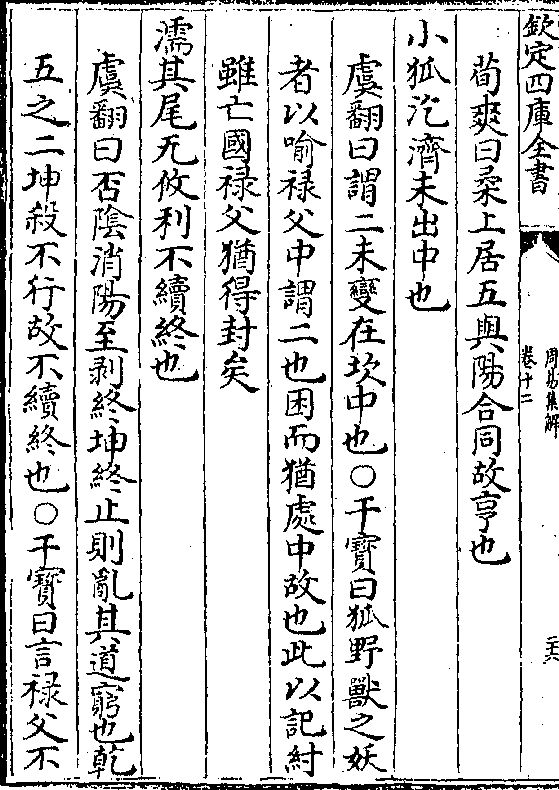 欽定四庫全書
周易集解
卷十二
二六
荀爽曰柔上居五與陽合同故亨也
小狐汔濟未出中也
虞翻曰謂二未變在坎中也○干寳曰狐野獸之妖
者以喻禄父中謂二也困而猶處中故也此以記紂
雖亡國禄父猶得封矣
濡其尾无攸利不續終也
虞翻曰否陰消陽至剥終坤終止則亂其道窮也乾
五之二坤殺不行故不續終也○干寳曰言禄父不